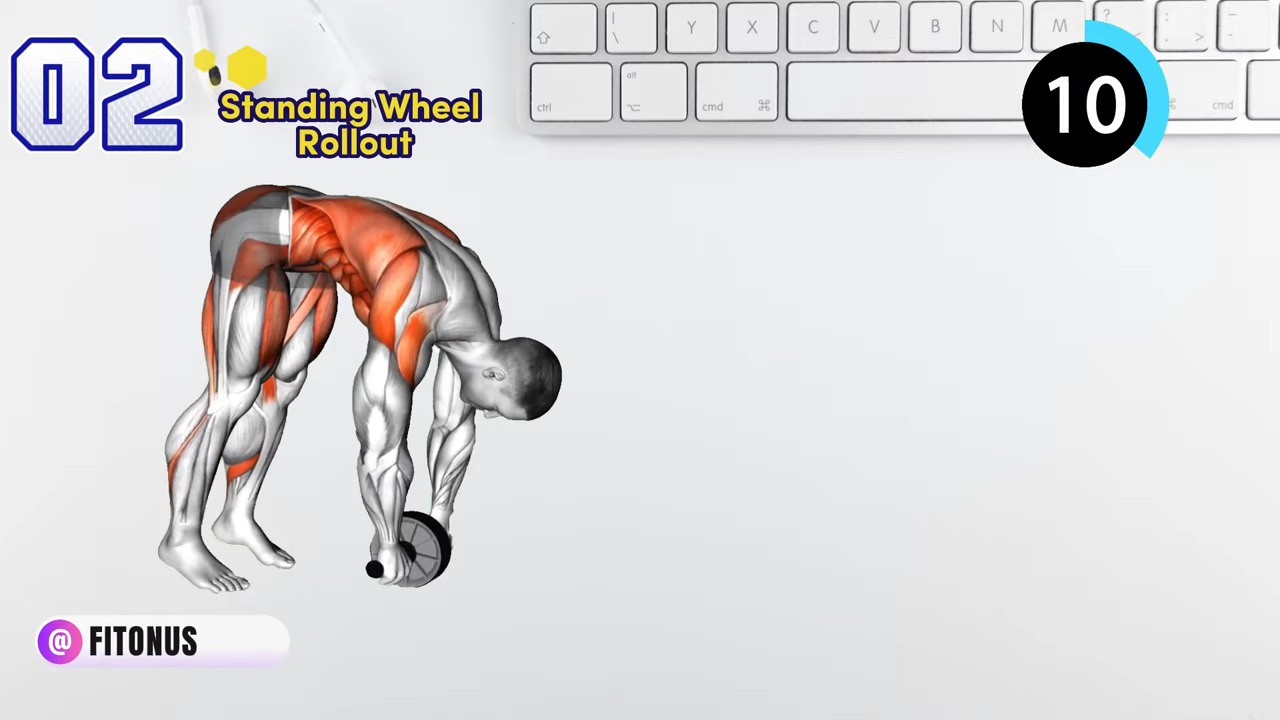 02
Standing Wheel
Rollout
10
@ FITONUS
| Y X C V B N M ? < : . > _ -
\
ctrl alt cmd ⌘ cmd
⌥